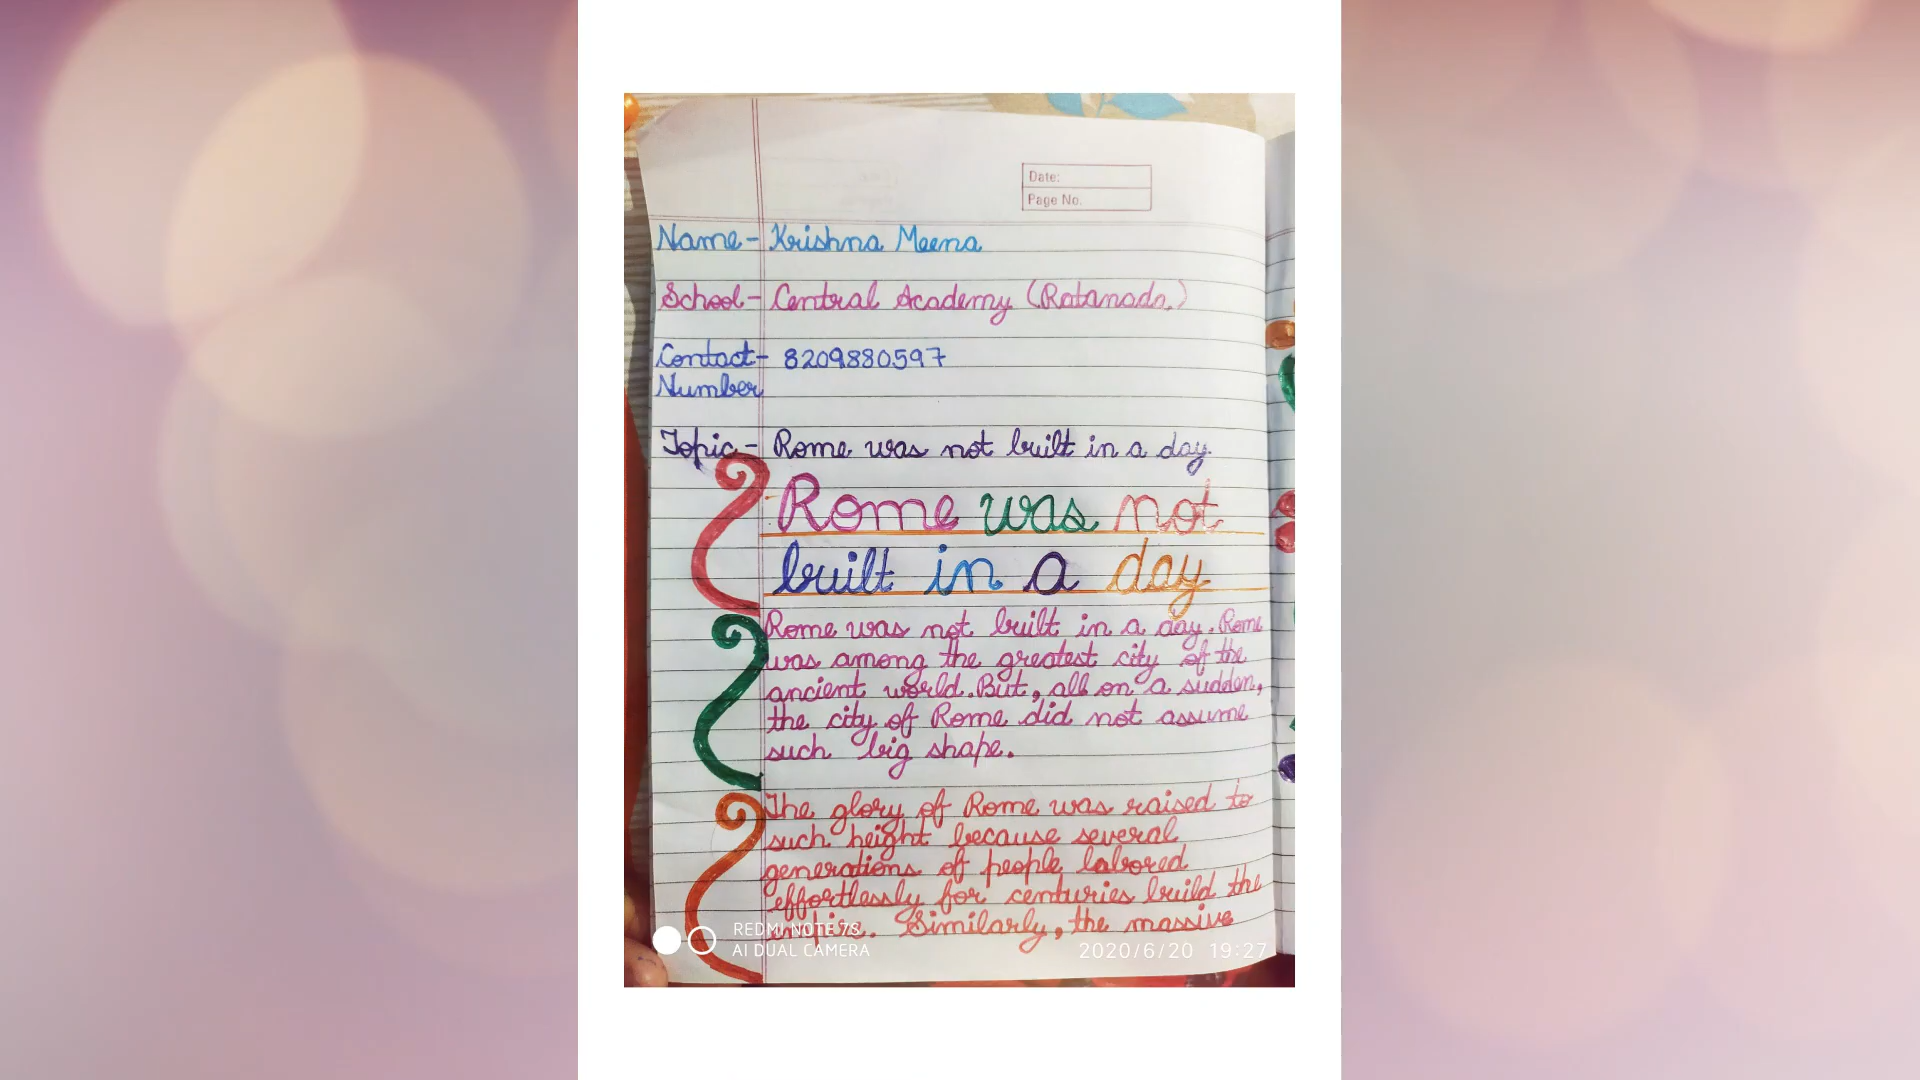 Date:
Page No.
Name - Krishna Meena
School - Central Academy (Ratanada)
Contact - 8209880597
Number
Topic - Rome was not built in a day.
Rome was not
built in a day
Rome was not built in a day. Rome
was among the greatest city of the
ancient world. But, all on a sudden,
the city of Rome did not assume
such big shape.
The glory of Rome was raised to
such height because several
generations of people labored
effortlessly for centuries build the
Similarly, the massive
REDMI NOTE
AI DUAL CAMERA
2020/6/20 19:27